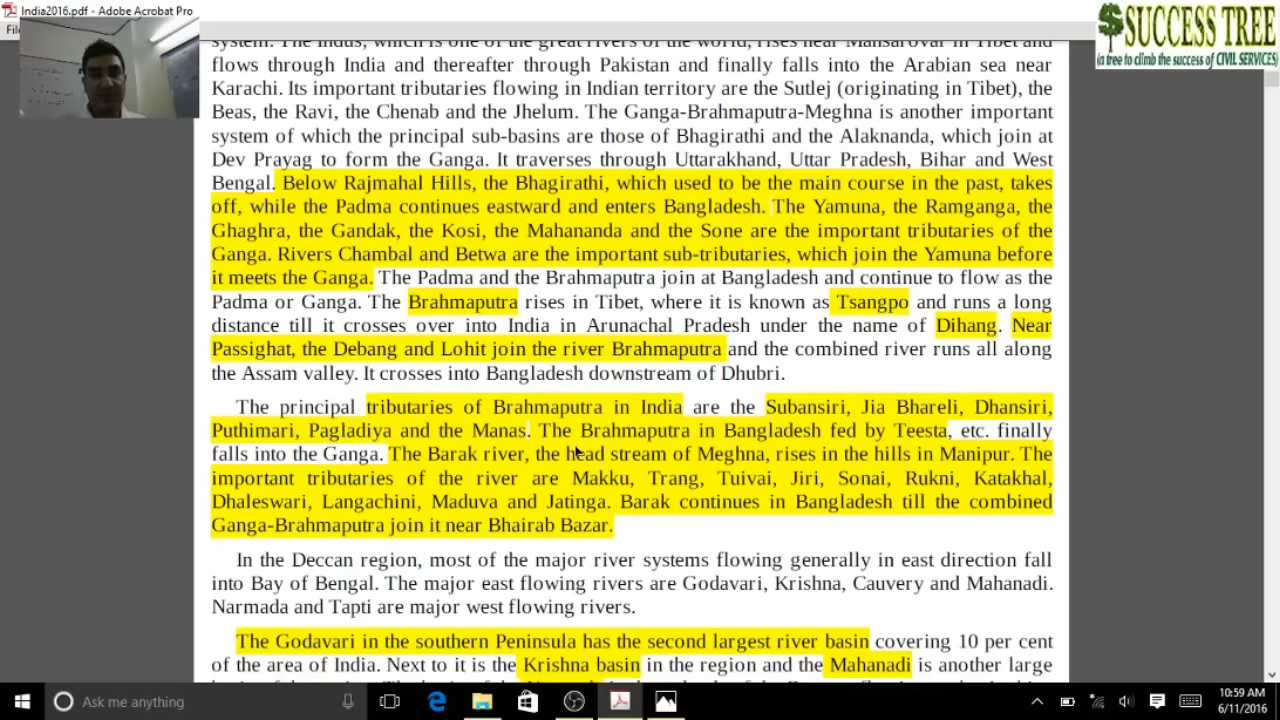 India2016.pdf - Adobe Acrobat Pro
SUCCESS TREE
(a tree to climb the success of CIVIL SERVICES)
system. The Indus, which is one of the great rivers of the world, rises near Mansarovar in Tibet and
flows through India and thereafter through Pakistan and finally falls into the Arabian sea near
Karachi. Its important tributaries flowing in Indian territory are the Sutlej (originating in Tibet), the
Beas, the Ravi, the Chenab and the Jhelum. The Ganga-Brahmaputra-Meghna is another important
system of which the principal sub-basins are those of Bhagirathi and the Alaknanda, which join at
Dev Prayag to form the Ganga. It traverses through Uttarakhand, Uttar Pradesh, Bihar and West
Bengal. Below Rajmahal Hills, the Bhagirathi, which used to be the main course in the past, takes
off, while the Padma continues eastward and enters Bangladesh. The Yamuna, the Ramganga, the
Ghaghra, the Gandak, the Kosi, the Mahananda and the Sone are the important tributaries of the
Ganga. Rivers Chambal and Betwa are the important sub-tributaries, which join the Yamuna before
it meets the Ganga. The Padma and the Brahmaputra join at Bangladesh and continue to flow as the
Padma or Ganga. The Brahmaputra rises in Tibet, where it is known as Tsangpo and runs a long
distance till it crosses over into India in Arunachal Pradesh under the name of Dihang. Near
Passighat, the Debang and Lohit join the river Brahmaputra and the combined river runs all along
the Assam valley. It crosses into Bangladesh downstream of Dhubri.
The principal tributaries of Brahmaputra in India are the Subansiri, Jia Bhareli, Dhansiri,
Puthimari, Pagladiya and the Manas. The Brahmaputra in Bangladesh fed by Teesta, etc. finally
falls into the Ganga. The Barak river, the head stream of Meghna, rises in the hills in Manipur. The
important tributaries of the river are Makku, Trang, Tuivai, Jiri, Sonai, Rukni, Katakhal,
Dhaleswari, Langachini, Maduva and Jatinga. Barak continues in Bangladesh till the combined
Ganga-Brahmaputra join it near Bhairab Bazar.
In the Deccan region, most of the major river systems flowing generally in east direction fall
into Bay of Bengal. The major east flowing rivers are Godavari, Krishna, Cauvery and Mahanadi.
Narmada and Tapti are major west flowing rivers.
The Godavari in the southern Peninsula has the second largest river basin covering 10 per cent
of the area of India. Next to it is the Krishna basin in the region and the Mahanadi is another large
Ask me anything
10:59 AM
6/11/2016